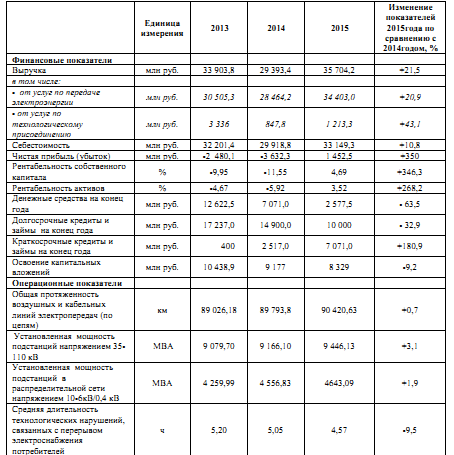 Единица измерения 2013 2014 2015 Изменение показателей 2015года по сравнению с 2014годом, %
Финансовые показатели
Выручка млн руб. 33 903,8 29 393,4 35 704,2 +21,5
в том числе:
- от услуг по передаче электроэнергии млн руб. 30 505,3 28 464,2 34 403,0 +20,9
- от услуг по технологическому присоединению млн руб. 3 336 847,8 1 213,3 +43,1
Себестоимость млн руб. 32 201,4 29 918,8 33 149,3 +10,8
Чистая прибыль (убыток) млн руб. -2 480,1 -3 632,3 1 452,5 +350
Рентабельность собственного капитала % -9,95 -11,55 4,69 +346,3
Рентабельность активов % -4,67 -5,92 3,52 +268,2
Денежные средства на конец года млн руб. 12 622,5 7 071,0 2 577,5 - 63,5
Долгосрочные кредиты и займы на конец года млн руб. 17 237,0 14 900,0 10 000 - 32,9
Краткосрочные кредиты и займы на конец года млн руб. 400 2 517,0 7 071,0 +180,9
Освоение капитальных вложений млн руб. 10 438,9 9 177 8 329 -9,2
Операционные показатели
Общая протяженность воздушных и кабельных линий электропередач (по цепям) км 89 026,18 89 793,8 90 420,63 +0,7
Установленная мощность подстанций напряжением 35-110 кВ МВА 9 079,70 9 166,10 9 446,13 +3,1
Установленная мощность подстанций в распределительной сети напряжением 10-6кВ/0,4 кВ МВА 4 259,99 4 556,83 4643,09 +1,9
Средняя длительность технологических нарушений, связанных с перерывом электроснабжения потребителей ч 5,20 5,05 4,57 -9,5